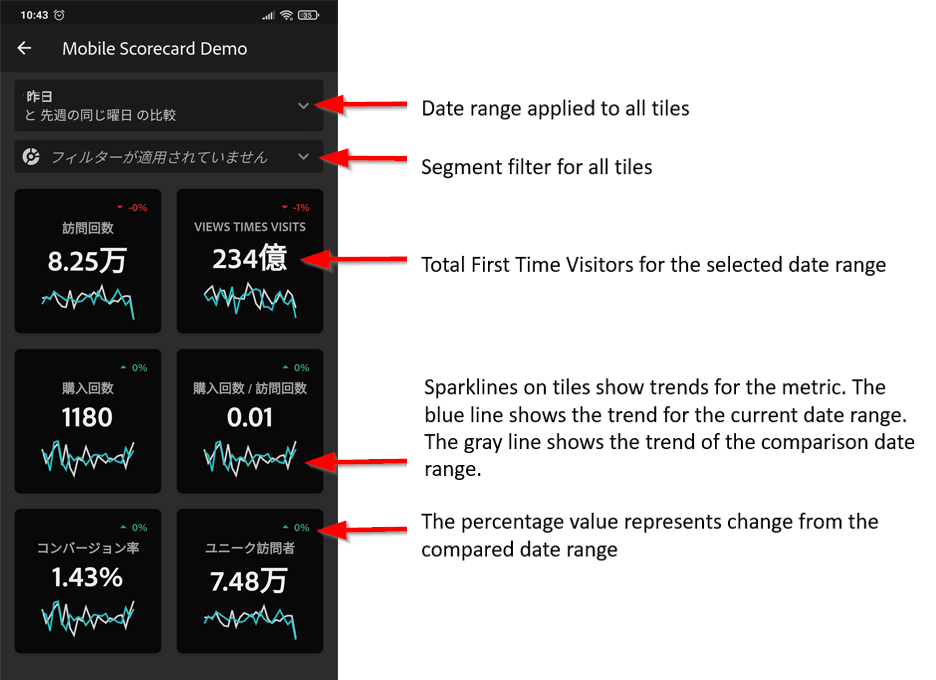 10:43
35
Mobile Scorecard Demo
昨日
と 先週の同じ曜日 の比較
Date range applied to all tiles
フィルターが適用されていません
Segment filter for all tiles
-0%
訪問回数
8.25万
-1%
VIEWS TIMES VISITS
234億
Total First Time Visitors for the selected date range
0%
購入回数
1180
0%
購入回数 / 訪問回数
0.01
Sparklines on tiles show trends for the metric. The
blue line shows the trend for the current date range.
The gray line shows the trend of the comparison date
range.
0%
コンバージョン率
1.43%
0%
ユニーク訪問者
7.48万
The percentage value represents change from the
compared date range